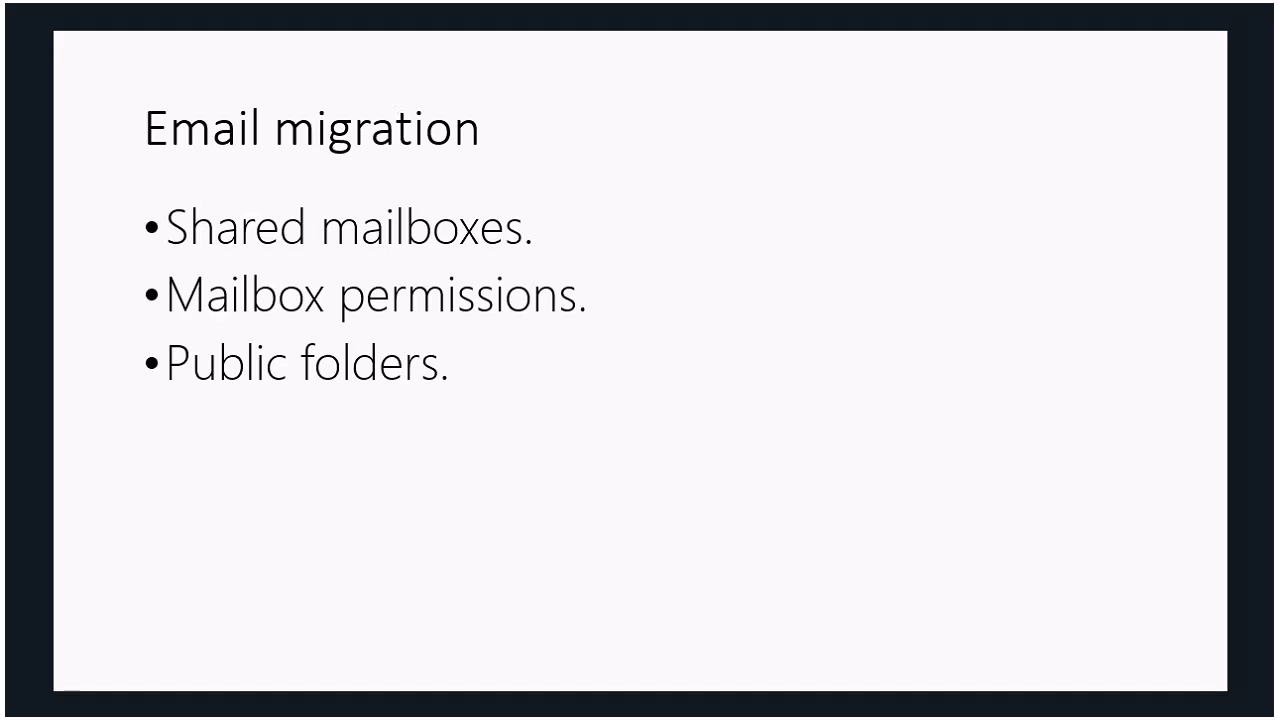 Email migration
•Shared mailboxes.
•Mailbox permissions.
•Public folders.